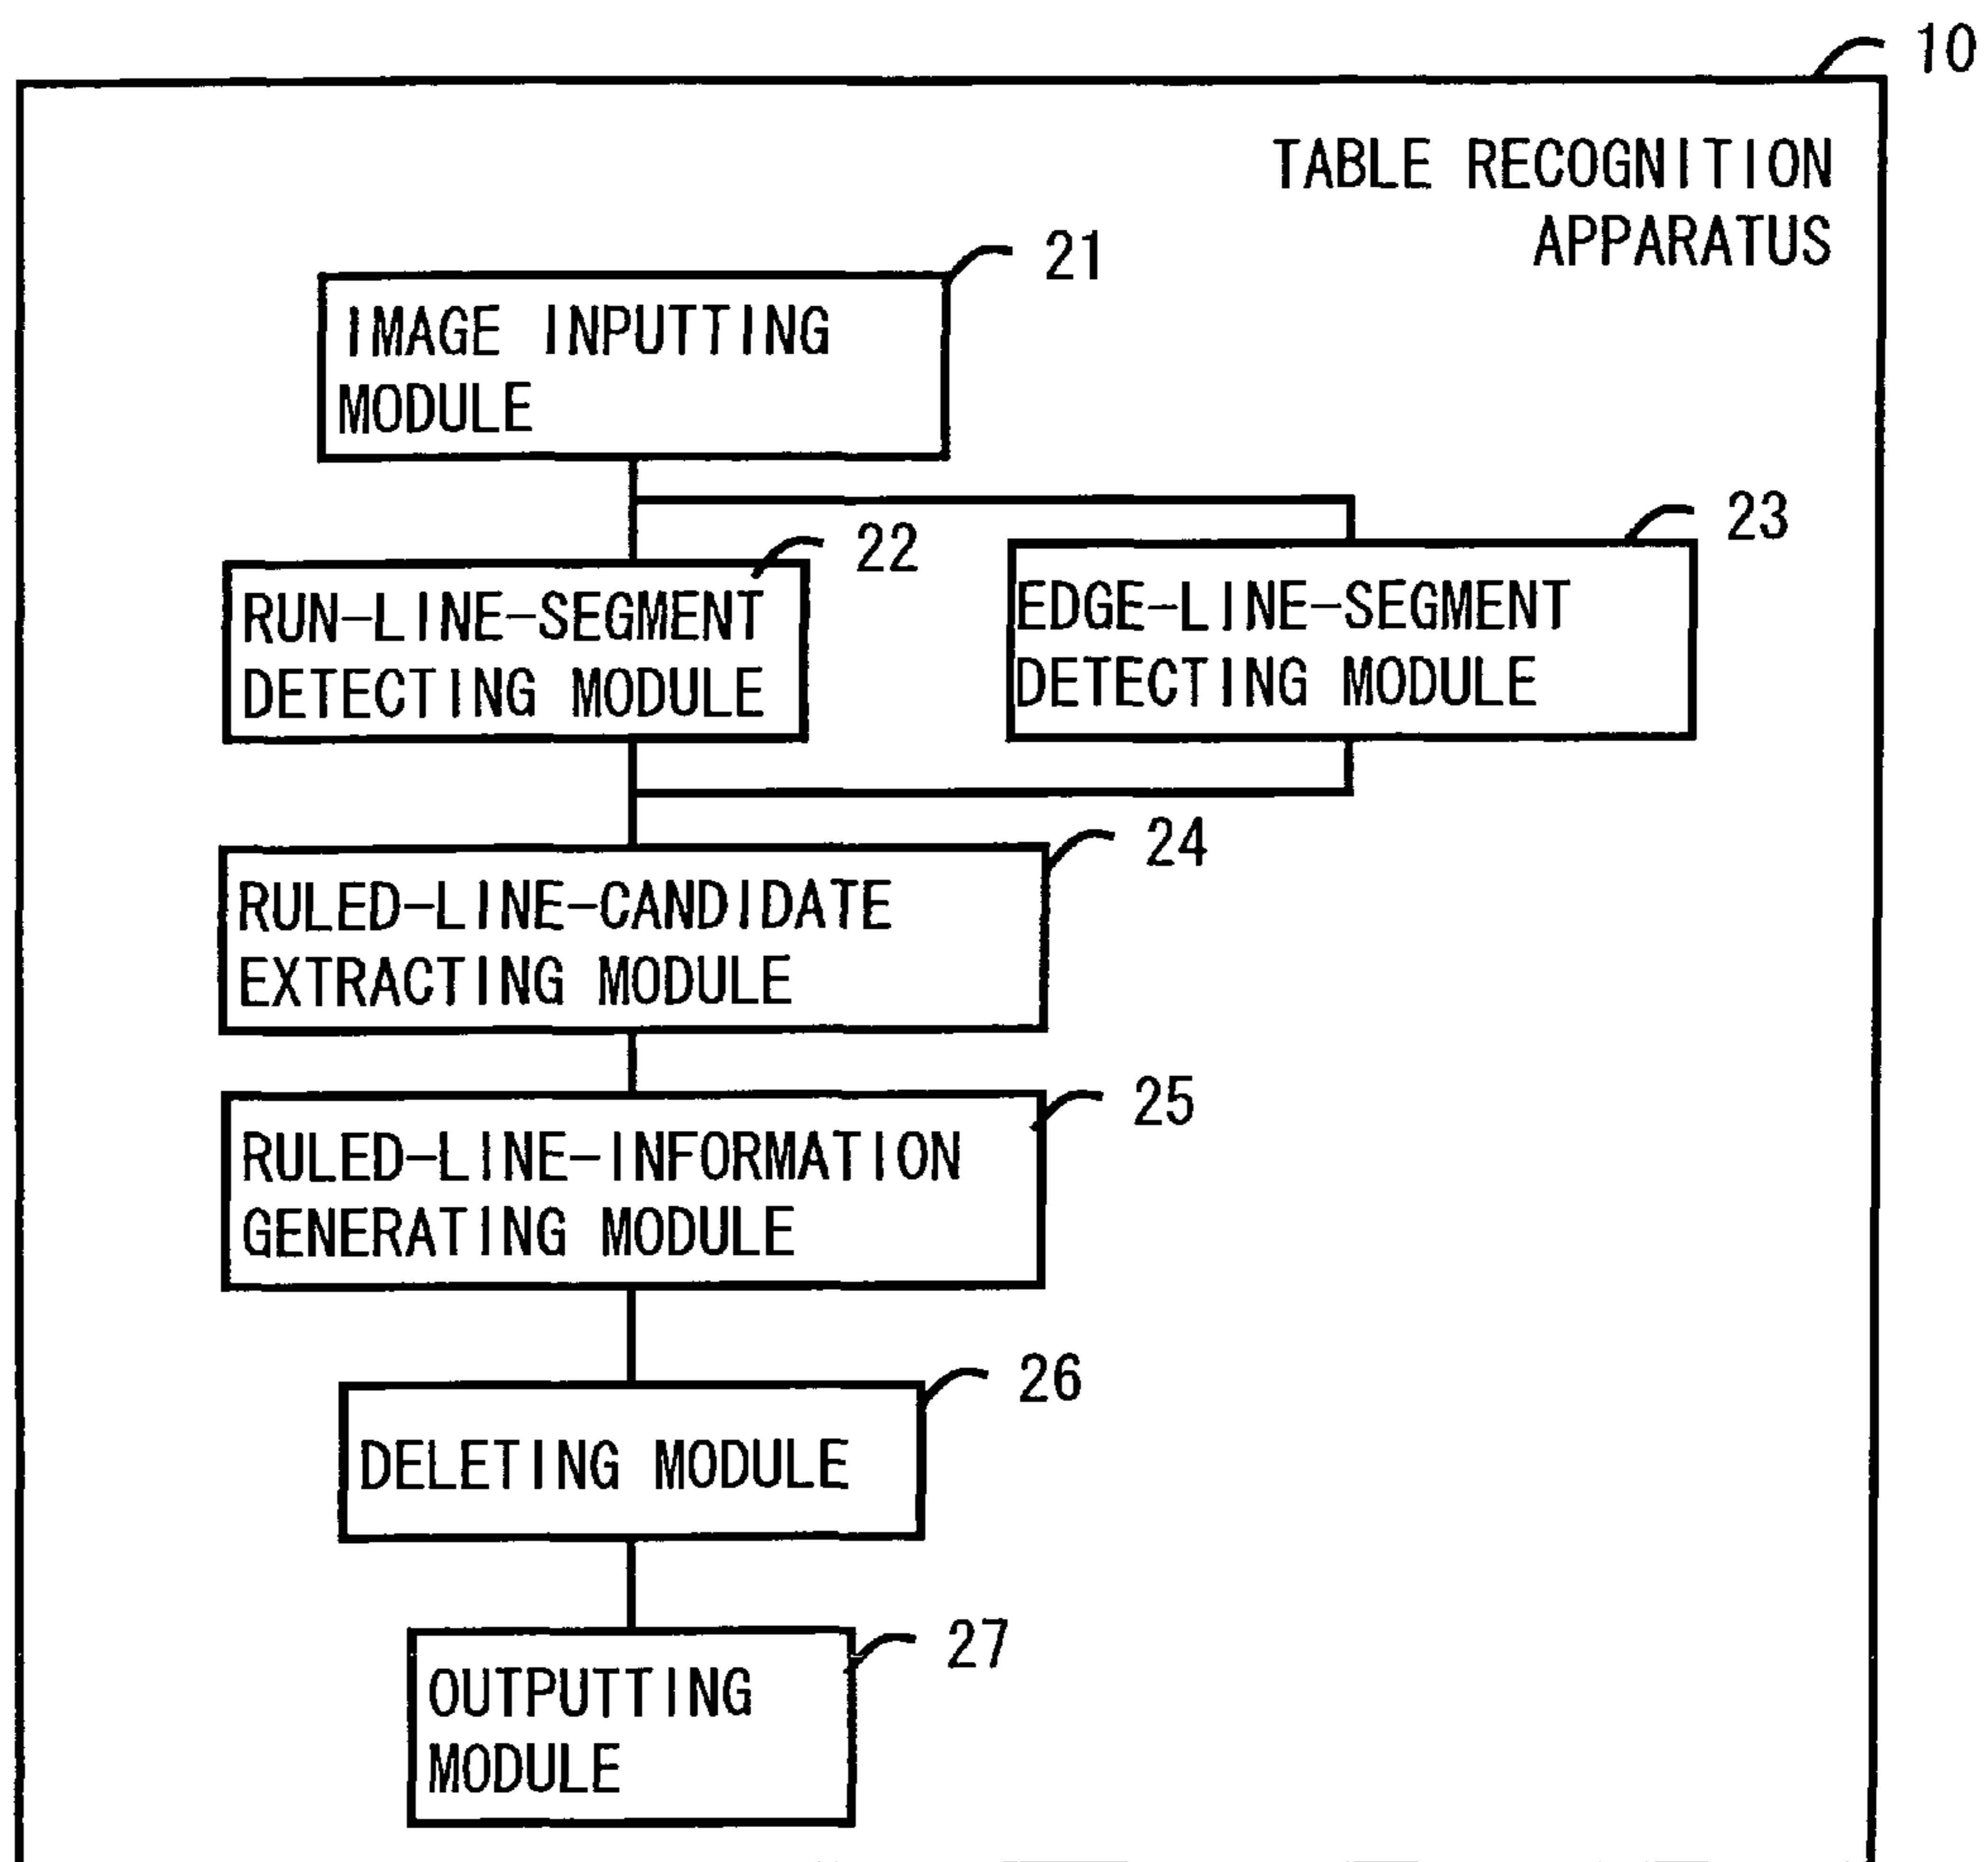 10
TABLE RECOGNITION
APPARATUS
21
IMAGE INPUTTING
MODULE
22
RUN-LINE-SEGMENT
DETECTING MODULE
23
EDGE-LINE-SEGMENT
DETECTING MODULE
24
RULED-LINE-CANDIDATE
EXTRACTING MODULE
25
RULED-LINE-INFORMATION
GENERATING MODULE
26
DELETING MODULE
27
OUTPUTTING
MODULE